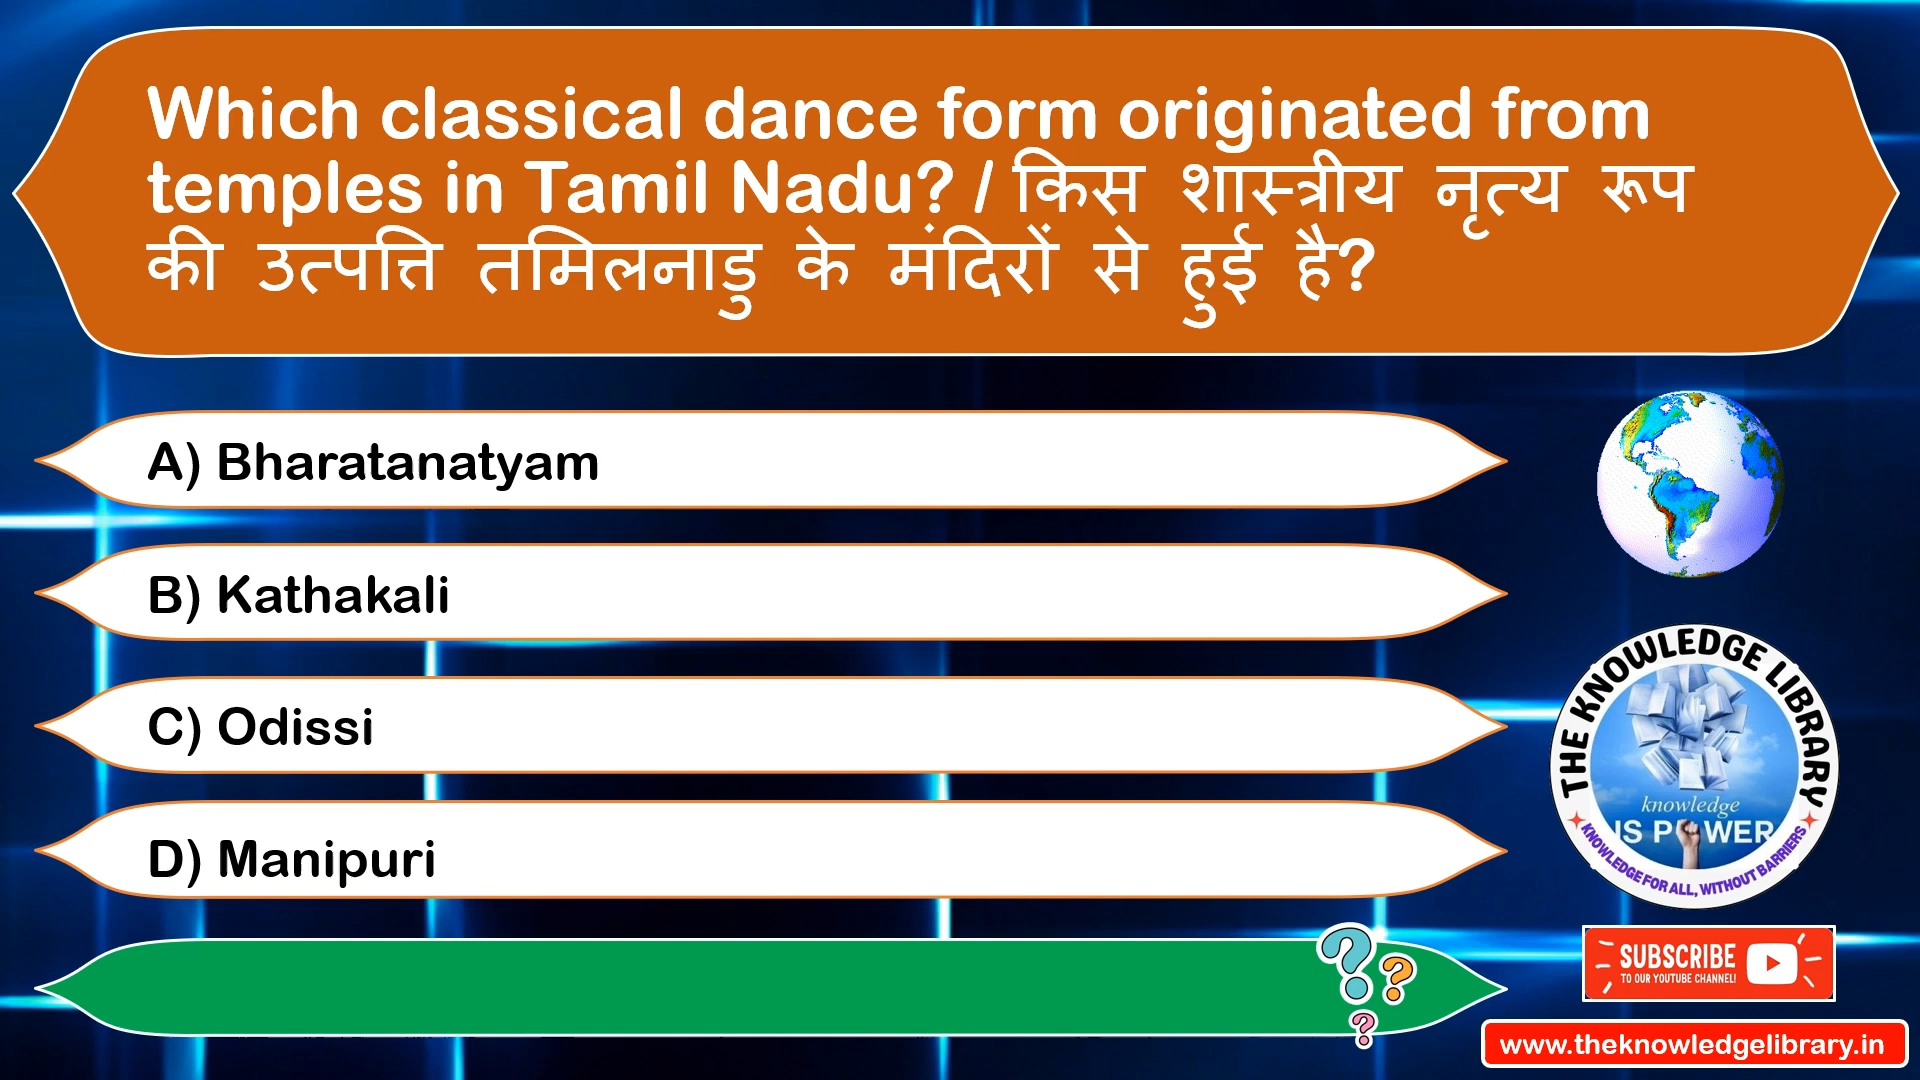 Which classical dance form originated from
temples in Tamil Nadu? / किस शास्त्रीय नृत्य रूप
की उत्पत्ति तमिलनाडु के मंदिरों से हुई है?
A) Bharatanatyam
B) Kathakali
C) Odissi
D) Manipuri
THE KNOWLEDGE LIBRARY
knowledge
IS POWER
KNOWLEDGE FOR ALL, WITHOUT BARRIERS
SUBSCRIBE
TO OUR YOUTUBE CHANNEL!
www.theknowledgelibrary.in